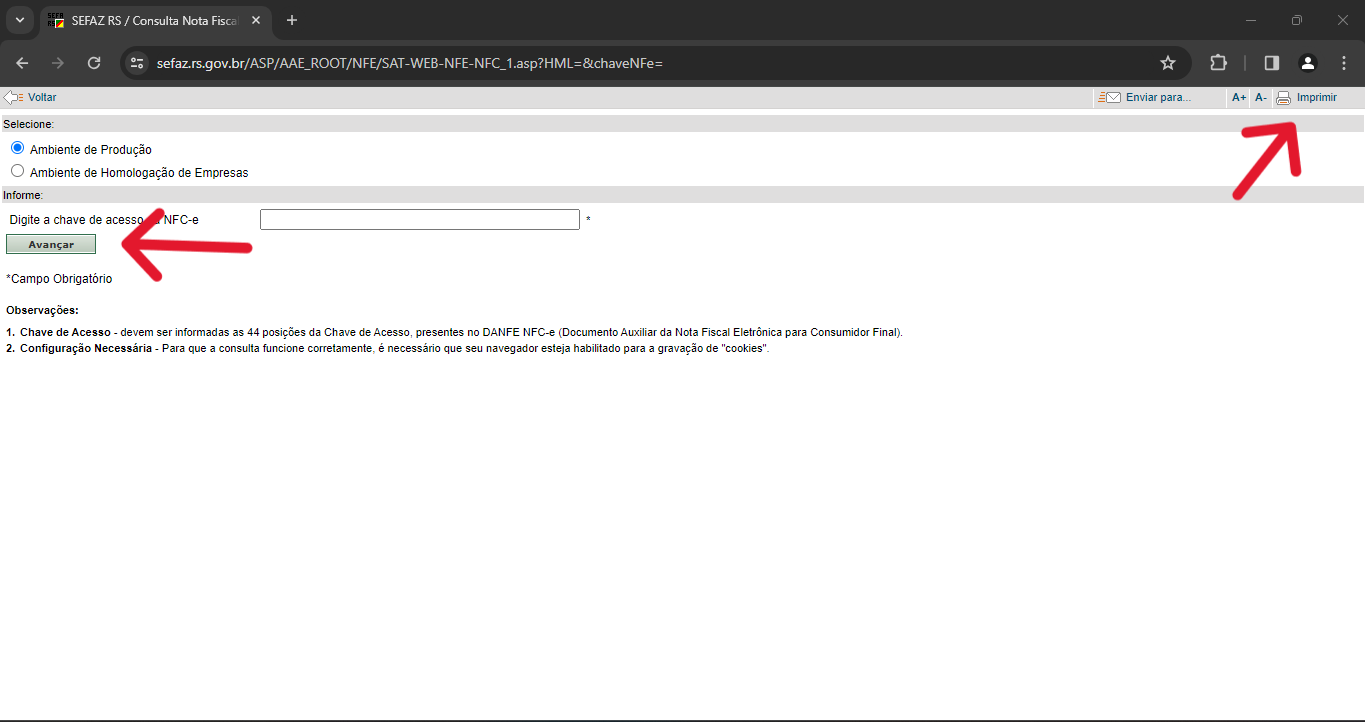 SEFAZ RS / Consulta Nota Fisca
sefaz.rs.gov.br/ASP/AAE_ROOT/NFE/SAT-WEB-NFE-NFC_1.asp?HML=&chaveNFe=
Voltar
Enviar para...
A+
A-
Imprimir
Selecione:
Ambiente de Produção
Ambiente de Homologação de Empresas
Informe:
Digite a chave de acesso NFC-e *
Avançar
*Campo Obrigatório
Observações:
1. Chave de Acesso - devem ser informadas as 44 posições da Chave de Acesso, presentes no DANFE NFC-e (Documento Auxiliar da Nota Fiscal Eletrônica para Consumidor Final).
2. Configuração Necessária - Para que a consulta funcione corretamente, é necessário que seu navegador esteja habilitado para a gravação de "cookies".